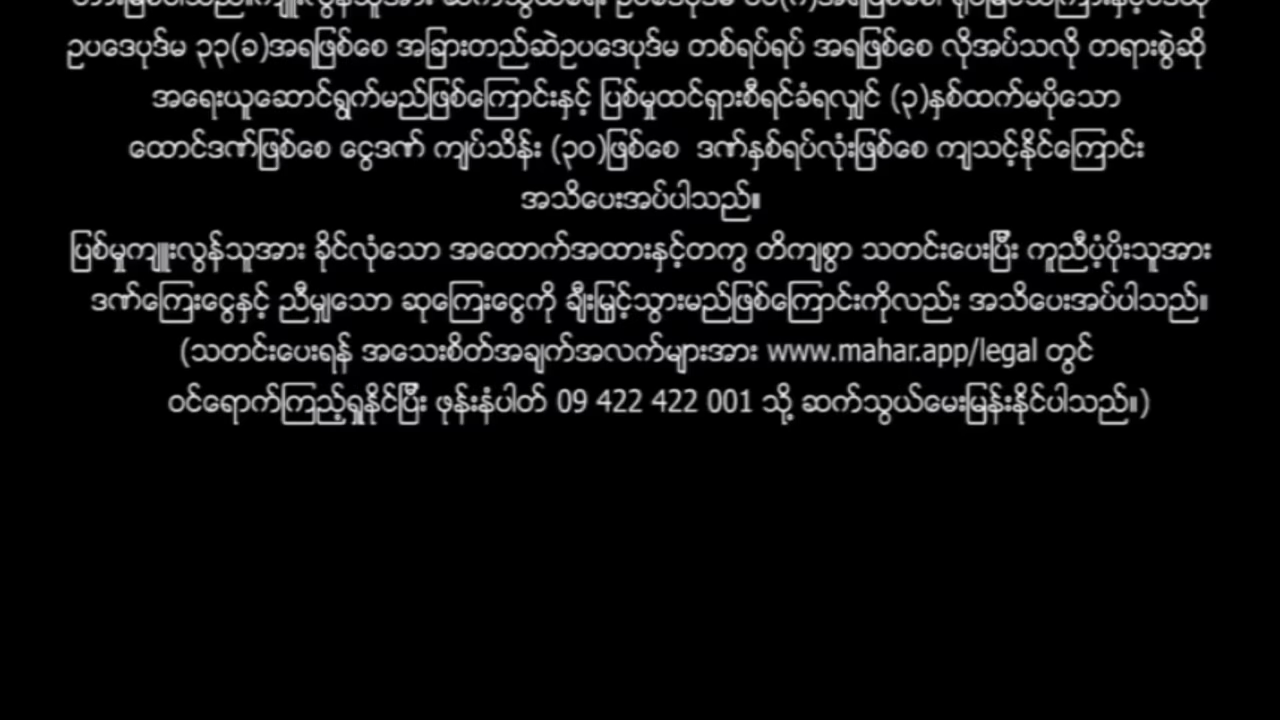 ဥပဒေပုဒ်မ ၃၃(ခ)အရဖြစ်စေ အခြားတည်ဆဲဥပဒေပုဒ်မ တစ်ရပ်ရပ် အရဖြစ်စေ လိုအပ်သလို တရားစွဲဆို
အရေးယူဆောင်ရွက်မည်ဖြစ်ကြောင်းနှင့် ပြစ်မှုထင်ရှားစီရင်ခံရလျှင် (၃)နှစ်ထက်မပိုသော
ထောင်ဒဏ်ဖြစ်စေ ငွေဒဏ် ကျပ်သိန်း (၃၀)ဖြစ်စေ ဒဏ်နှစ်ရပ်လုံးဖြစ်စေ ကျသင့်နိုင်ကြောင်း
အသိပေးအပ်ပါသည်။
ပြစ်မှုကျူးလွန်သူအား ခိုင်လုံသော အထောက်အထားနှင့်တကွ တိကျစွာ သတင်းပေးပြီး ကူညီပံ့ပိုးသူအား
ဒဏ်ကြေးငွေနှင့် ညီမျှသော ဆုကြေးငွေကို ချီးမြှင့်သွားမည်ဖြစ်ကြောင်းကိုလည်း အသိပေးအပ်ပါသည်။
(သတင်းပေးရန် အသေးစိတ်အချက်အလက်များအား www.mahar.app/legal တွင်
ဝင်ရောက်ကြည့်ရှုနိုင်ပြီး ဖုန်းနံပါတ် 09 422 422 001 သို့ ဆက်သွယ်မေးမြန်းနိုင်ပါသည်။)